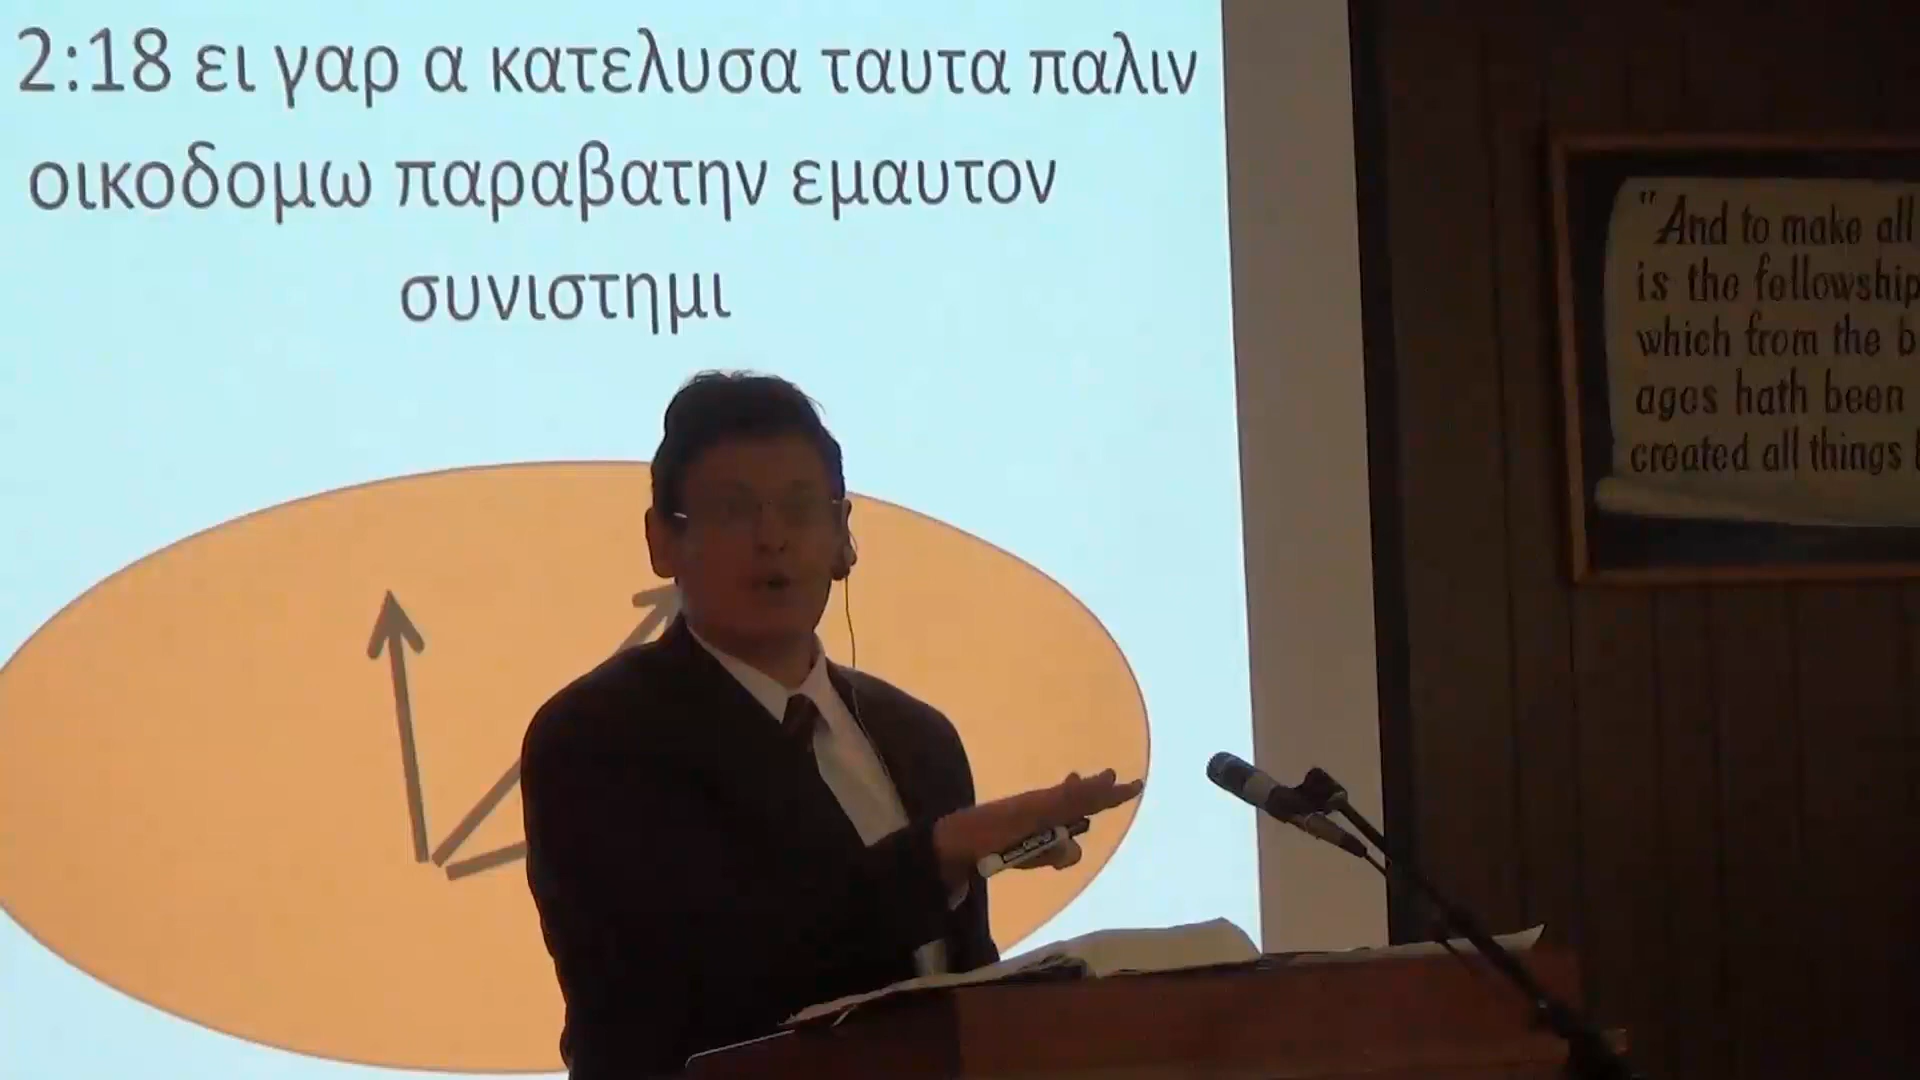 2:18 ει γαρ α κατελυσα ταυτα παλιν
οικοδομω παραβατην εμαυτον
συνιστημι
"And to make all
is the fellowship
which from the b
ages hath been
created all things